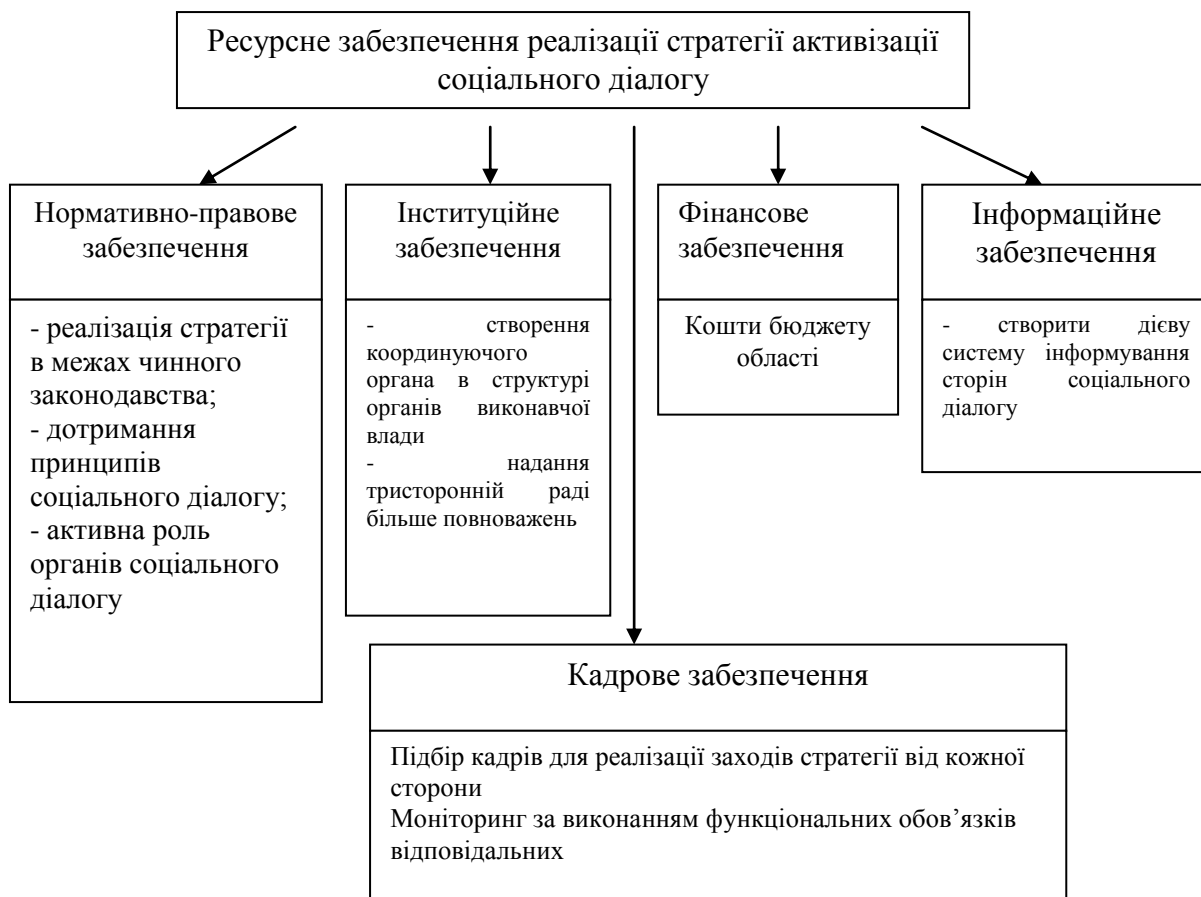 Ресурсне забезпечення реалізації стратегії активізації
соціального діалогу
Нормативно-правове
забезпечення
- реалізація стратегії
в межах чинного
законодавства;
- дотримання
принципів
соціального діалогу;
- активна роль
органів соціального
діалогу
Інституційне
забезпечення
- створення
координуючого
органа в структурі
органів виконавчої
влади
- надання
тристоронній раді
більше повноважень
Фінансове
забезпечення
Кошти бюджету
області
Інформаційне
забезпечення
- створити дієву
систему інформування
сторін соціального
діалогу
Кадрове забезпечення
Підбір кадрів для реалізації заходів стратегії від кожної
сторони
Моніторинг за виконанням функціональних обов’язків
відповідальних